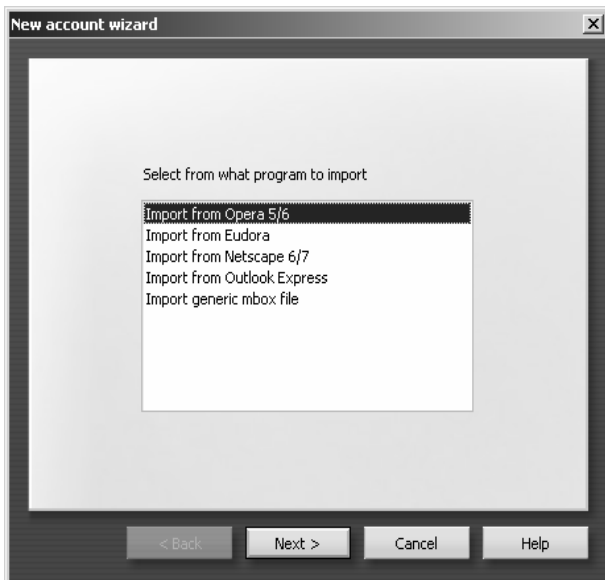 New account wizard
Select from what program to import
Import from Opera 5/6
Import from Eudora
Import from Netscape 6/7
Import from Outlook Express
Import generic mbox file
< Back
Next >
Cancel
Help